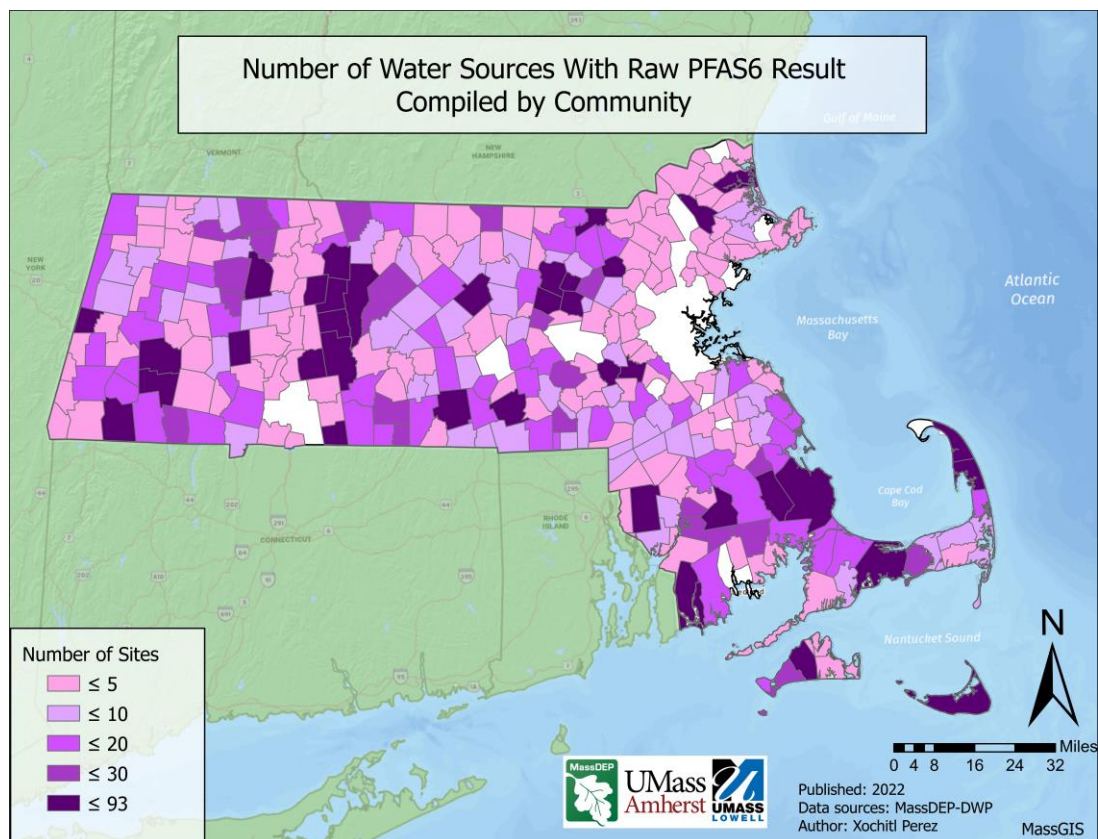 Number of Water Sources With Raw PFAS6 Result
Compiled by Community
Gulf of Maine
VERMONT
NEW
HAMPSHIRE
NEW
YORK
Atlantic
Ocean
Massachusetts
Bay
Cape Cod
Bay
RHODE
ISLAND
CONNECTICUT
Nantucket Sound
N
Number of Sites
≤ 5
≤ 10
≤ 20
≤ 30
≤ 93
Miles
0 4 8 16 24 32
MassDEP
UMass
Amherst
UMASS
LOWELL
Published: 2022
Data sources: MassDEP-DWP
Author: Xochitl Perez
MassGIS